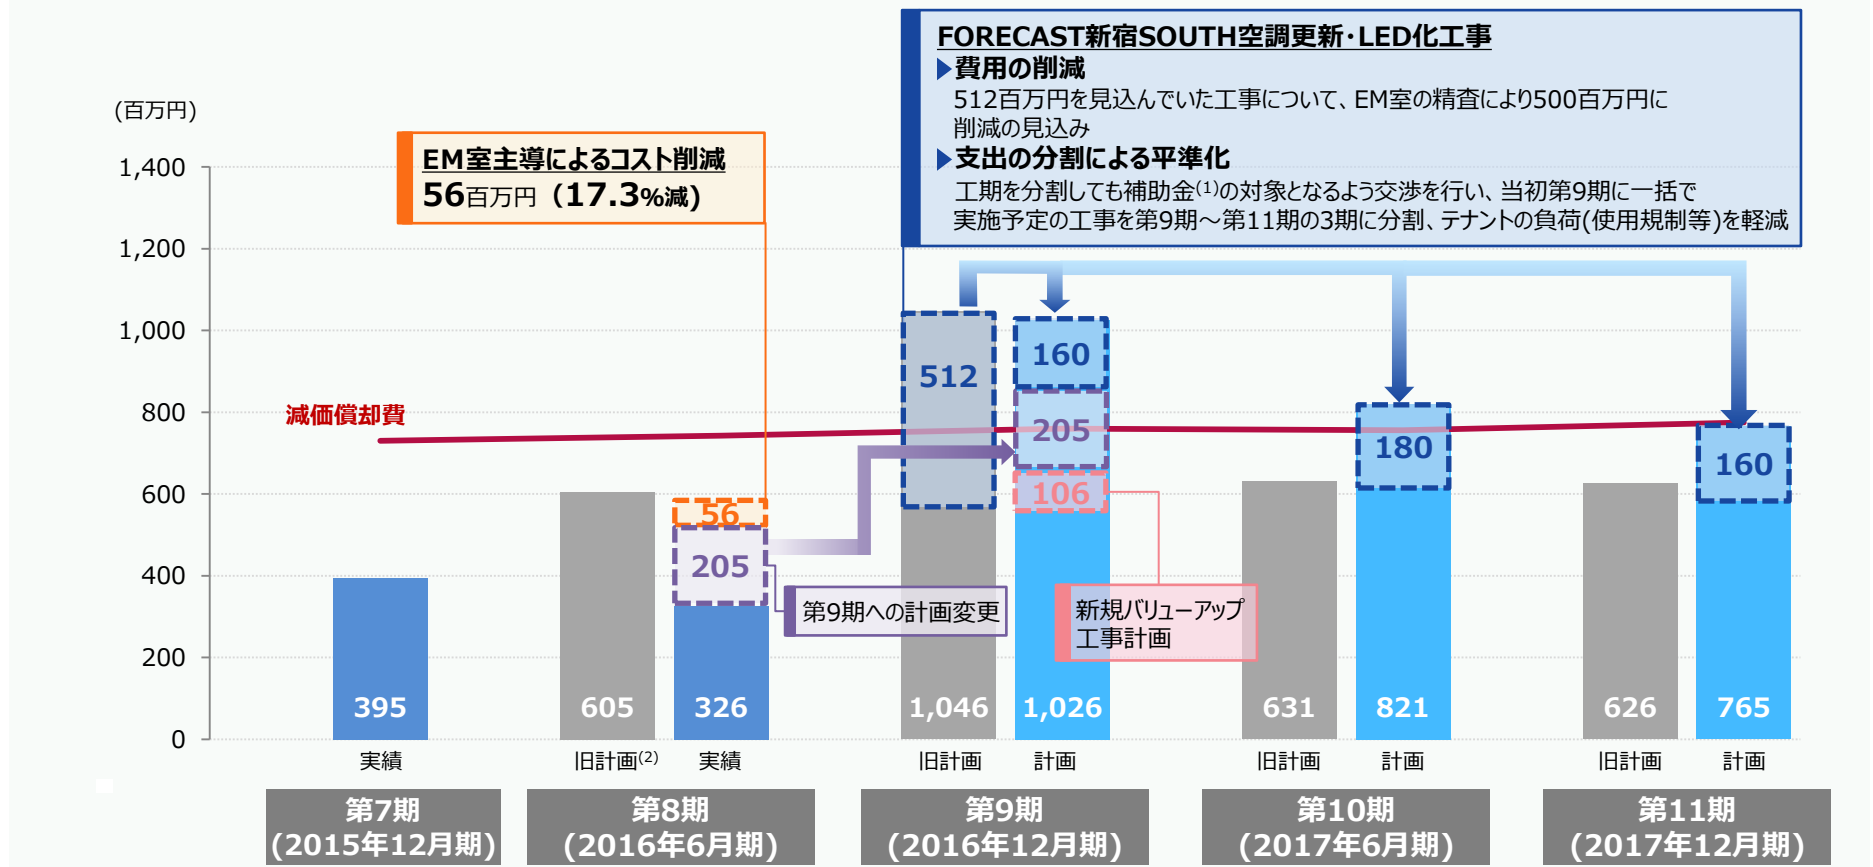 FORECAST新宿SOUTH空調更新・LED化工事
▶費用の削減
512百万円を見込んでいた工事について、EM室の精査により500百万円に
削減の見込み
▶支出の分割による平準化
工期を分割しても補助金(1)の対象となるよう交渉を行い、当初第9期に一括で
実施予定の工事を第9期～第11期の3期に分割、テナントの負荷(使用規制等)を軽減
(百万円)
EM室主導によるコスト削減
56百万円（17.3%減)
1,400
1,200
1,000
800
600
400
200
0
減価償却費
56
205
512
160
205
106
180
160
第9期への計画変更
新規バリューアップ
工事計画
395
605
326
1,046
1,026
631
821
626
765
実績
旧計画(2)
実績
旧計画
計画
旧計画
計画
旧計画
計画
第7期
(2015年12月期)
第8期
(2016年6月期)
第9期
(2016年12月期)
第10期
(2017年6月期)
第11期
(2017年12月期)